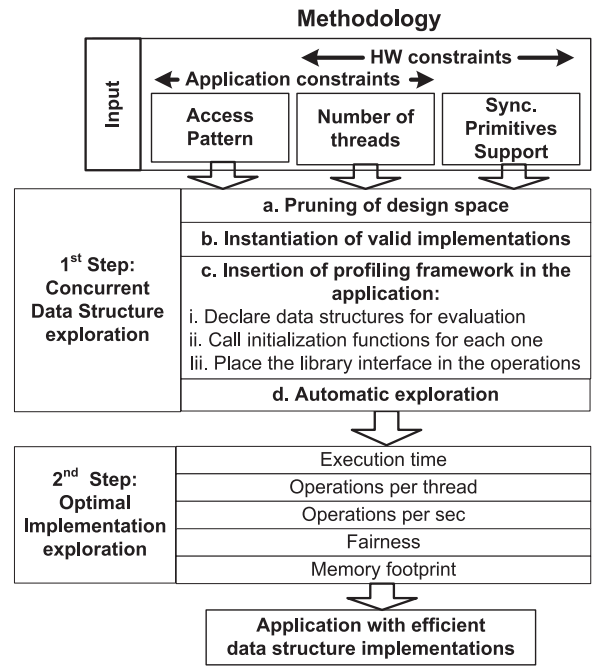 Methodology
HW constraints
Application constraints
Input
Access
Pattern
Number of
threads
Sync.
Primitives
Support
1st Step:
Concurrent
Data Structure
exploration
a. Pruning of design space
b. Instantiation of valid implementations
c. Insertion of profiling framework in the
application:
i. Declare data structures for evaluation
ii. Call initialization functions for each one
Iii. Place the library interface in the operations
d. Automatic exploration
2nd Step:
Optimal
Implementation
exploration
Execution time
Operations per thread
Operations per sec
Fairness
Memory footprint
Application with efficient
data structure implementations